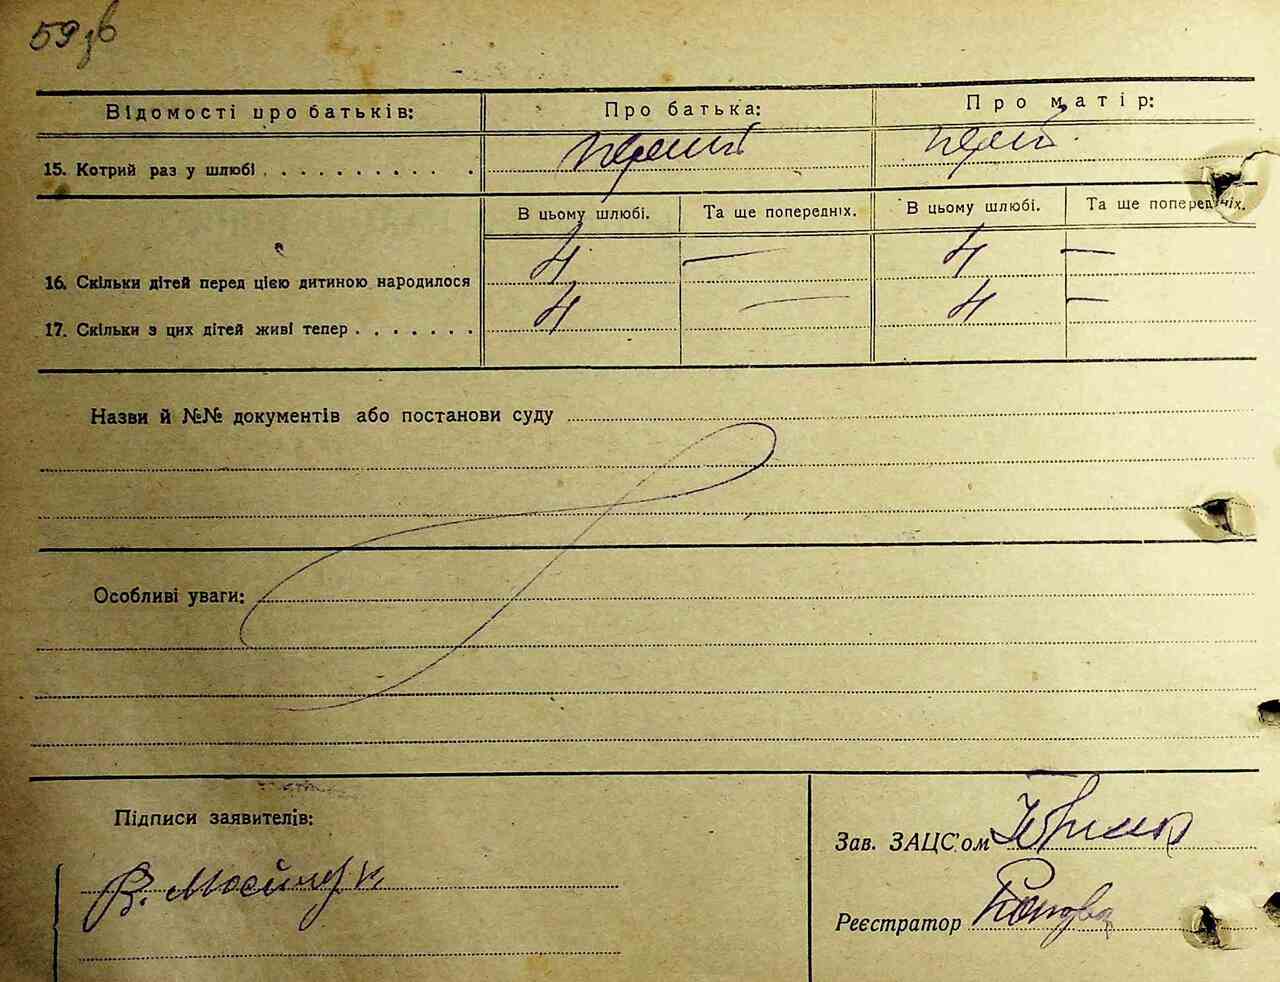 59зв
Відомості про батьків: Про батька: Про матір:
15. Котрий раз у шлюбі . . . . . . . . . . . перший перший
В цьому шлюбі. Та ще попередніх. В цьому шлюбі. Та ще попередніх.
16. Скільки дітей перед цією дитиною народилося 4 — 4 —
17. Скільки з цих дітей живі тепер . . . . . . . 4 — 4 —
Назви й №№ документів або постанови суду
Особливі уваги:
Підписи заявителів:
Зав. ЗАЦС'ом
В.
Реєстратор